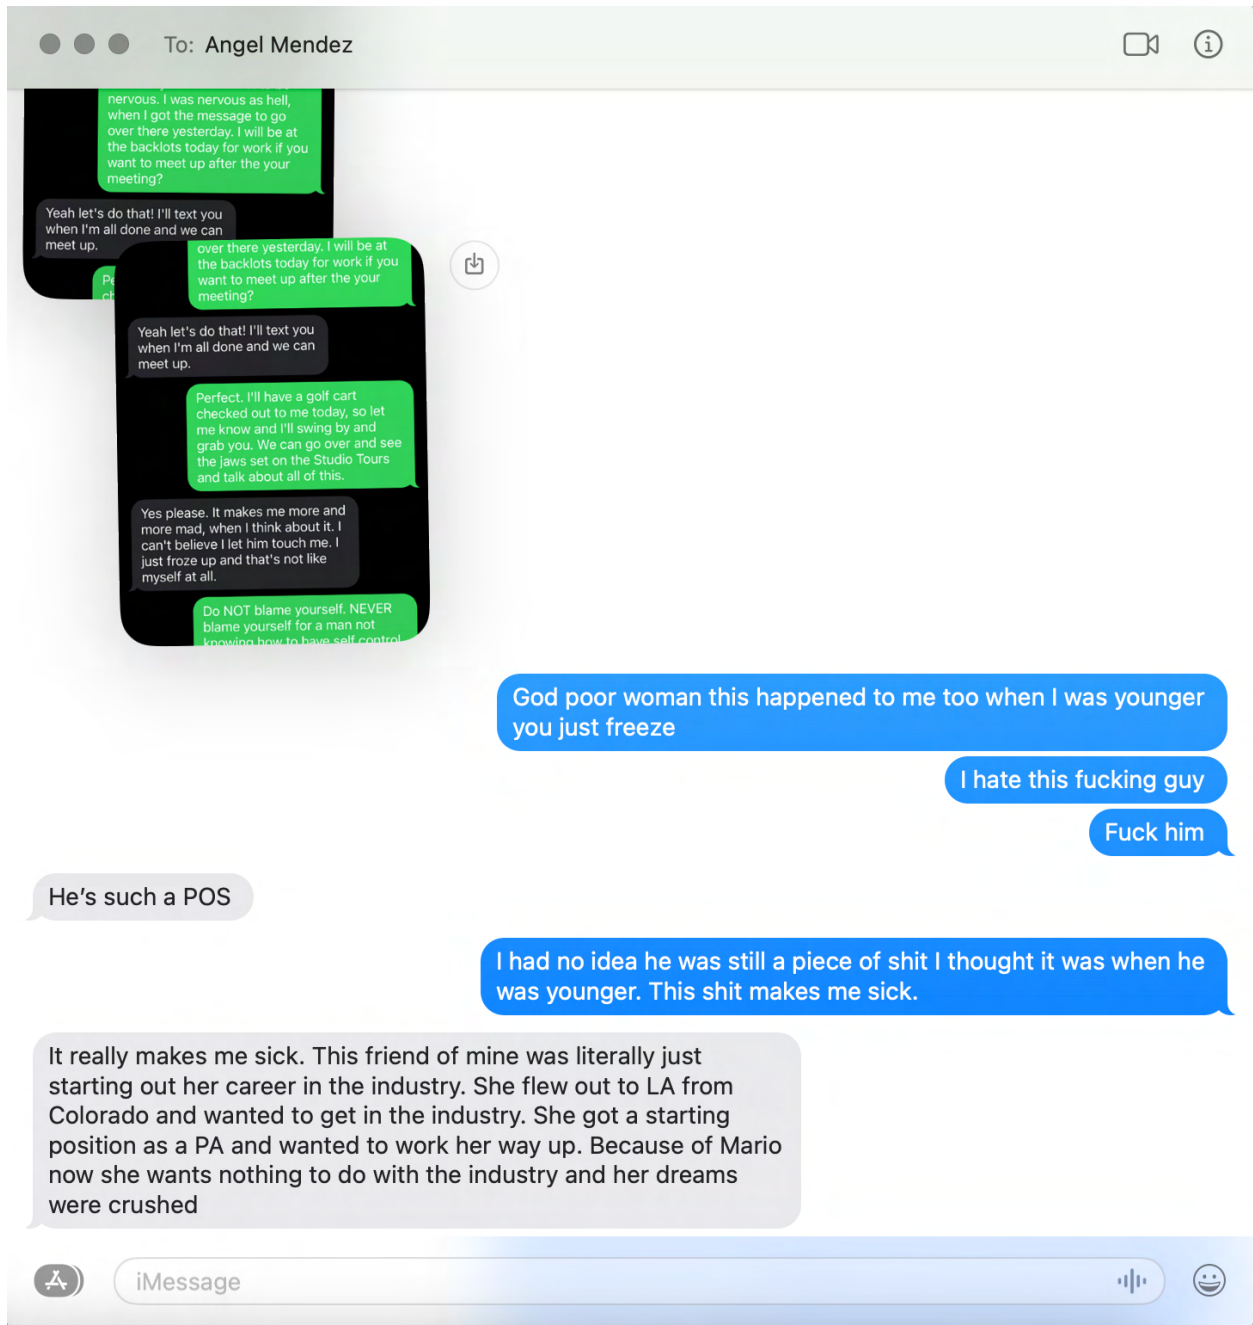 To: Angel Mendez
nervous. I was nervous as hell,
when I got the message to go
over there yesterday. I will be at
the backlots today for work if you
want to meet up after the your
meeting?
Yeah let's do that! I'll text you
when I'm all done and we can
meet up.
over there yesterday. I will be at
the backlots today for work if you
want to meet up after the your
meeting?
Yeah let's do that! I'll text you
when I'm all done and we can
meet up.
Perfect. I'll have a golf cart
checked out to me today, so let
me know and I'll swing by and
grab you. We can go over and see
the jaws set on the Studio Tours
and talk about all of this.
Yes please. It makes me more and
more mad, when I think about it. I
can't believe I let him touch me. I
just froze up and that's not like
myself at all.
Do NOT blame yourself. NEVER
blame yourself for a man not
knowing how to have self control
God poor woman this happened to me too when I was younger
you just freeze
I hate this fucking guy
Fuck him
He's such a POS
I had no idea he was still a piece of shit I thought it was when he
was younger. This shit makes me sick.
It really makes me sick. This friend of mine was literally just
starting out her career in the industry. She flew out to LA from
Colorado and wanted to get in the industry. She got a starting
position as a PA and wanted to work her way up. Because of Mario
now she wants nothing to do with the industry and her dreams
were crushed
iMessage